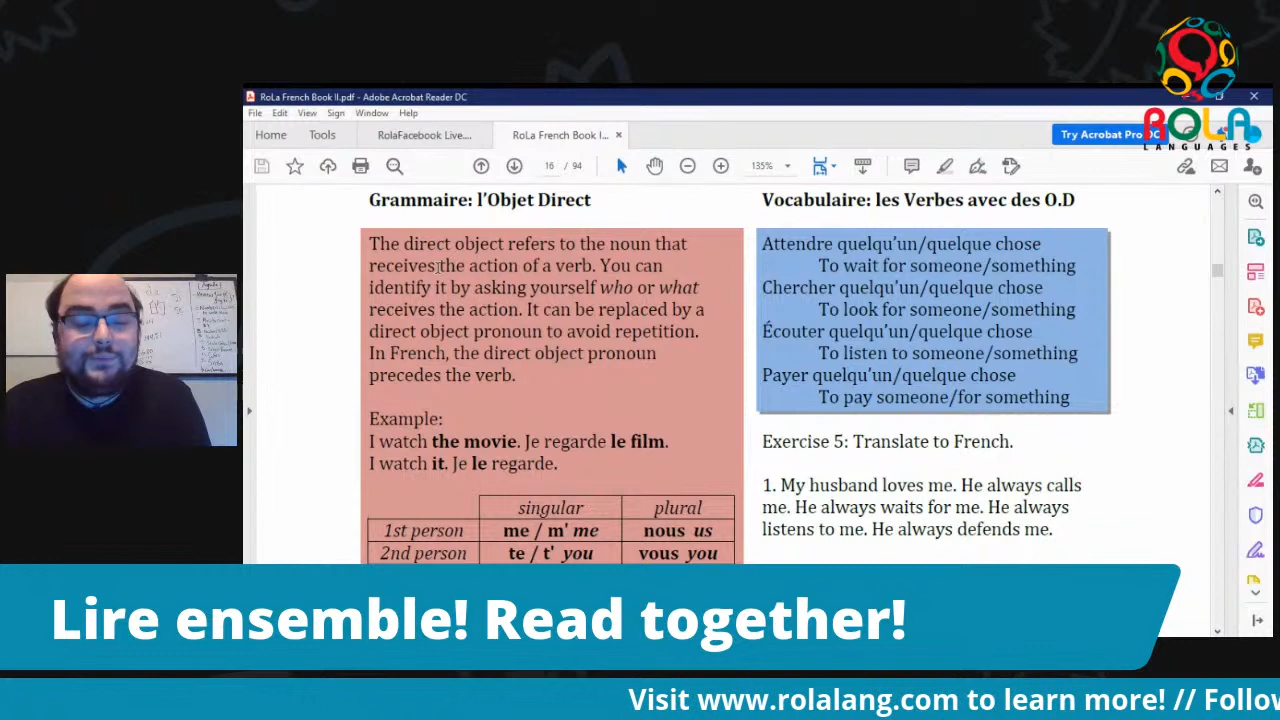 ROLA
LANGUAGES
RoLa French Book II.pdf - Adobe Acrobat Reader DC
File Edit View Sign Window Help
Home Tools RolaFacebook Live... RoLa French Book I... ×
Try Acrobat Pro DC
16 / 94 135%
Grammaire: l'Objet Direct
The direct object refers to the noun that
receives the action of a verb. You can
identify it by asking yourself who or what
receives the action. It can be replaced by a
direct object pronoun to avoid repetition.
In French, the direct object pronoun
precedes the verb.
Example:
I watch the movie. Je regarde le film.
I watch it. Je le regarde.
singular plural
1st person me / m' me nous us
2nd person te / t' you vous you
Vocabulaire: les Verbes avec des O.D
Attendre quelqu'un/quelque chose
To wait for someone/something
Chercher quelqu'un/quelque chose
To look for someone/something
Écouter quelqu'un/quelque chose
To listen to someone/something
Payer quelqu'un/quelque chose
To pay someone/for something
Exercise 5: Translate to French.
1. My husband loves me. He always calls
me. He always waits for me. He always
listens to me. He always defends me.
Lire ensemble! Read together!
Visit www.rolalang.com to learn more! // Follow